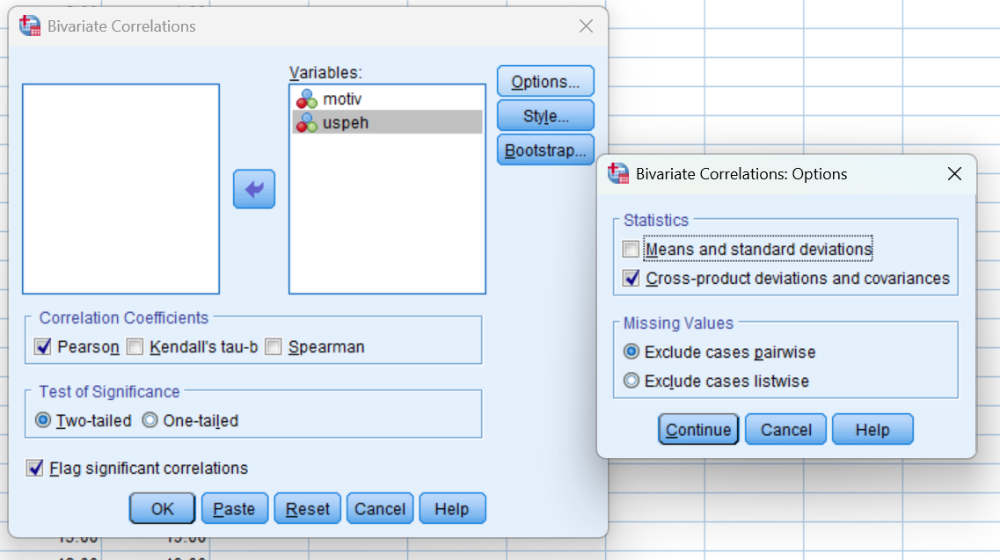 Bivariate Correlations
Variables:
motiv
uspeh
Options...
Style...
Bootstrap...
Correlation Coefficients
Pearson Kendall's tau-b Spearman
Test of Significance
Two-tailed One-tailed
Flag significant correlations
OK Paste Reset Cancel Help
Bivariate Correlations: Options
Statistics
Means and standard deviations
Cross-product deviations and covariances
Missing Values
Exclude cases pairwise
Exclude cases listwise
Continue Cancel Help